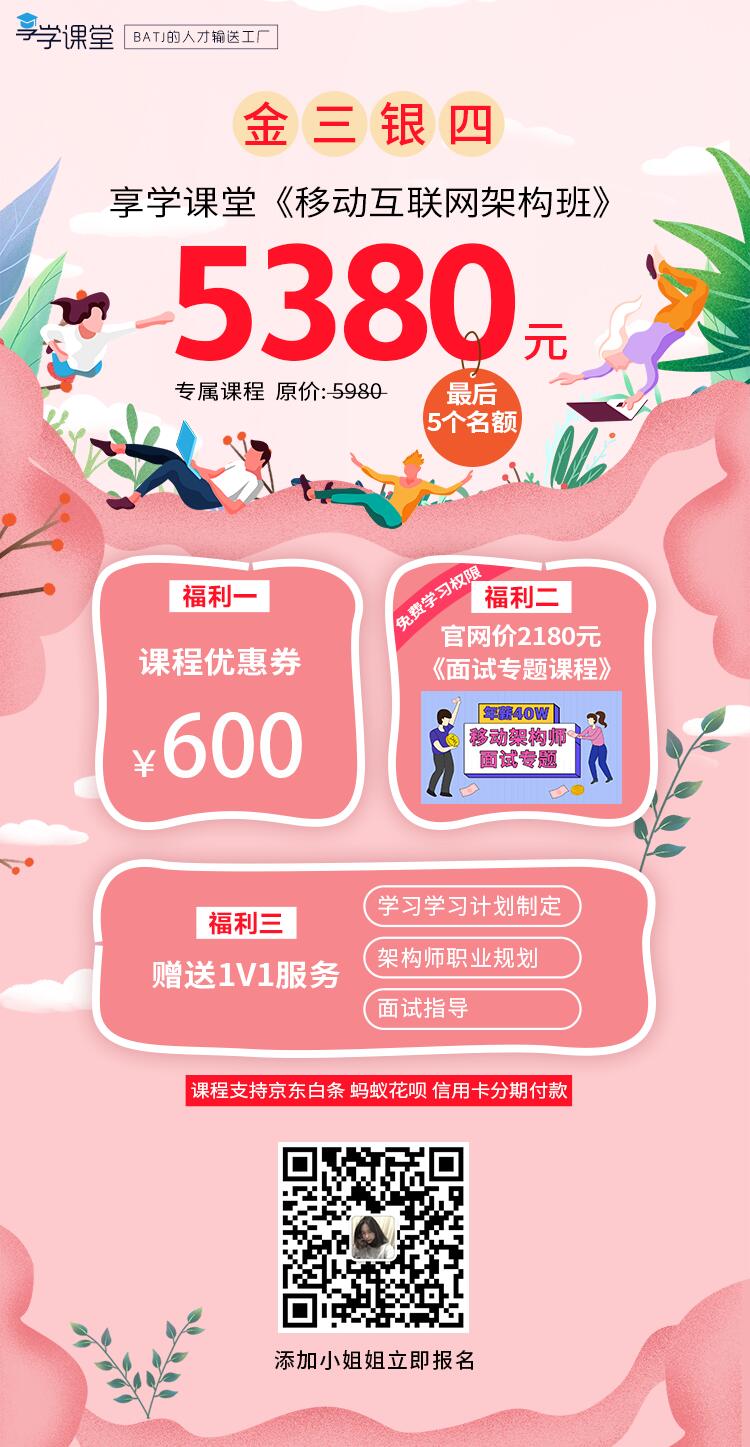 享学课堂 BATJ的人才输送工厂
金三银四
享学课堂《移动互联网架构班》
5380元
专属课程 原价:5980
最后
5个名额
福利一
课程优惠券
¥600
免费学习权限
福利二
官网价2180元
《面试专题课程》
年薪40W
移动架构师
面试专题
福利三
赠送1V1服务
学习学习计划制定
架构师职业规划
面试指导
课程支持京东白条 蚂蚁花呗 信用卡分期付款
添加小姐姐立即报名